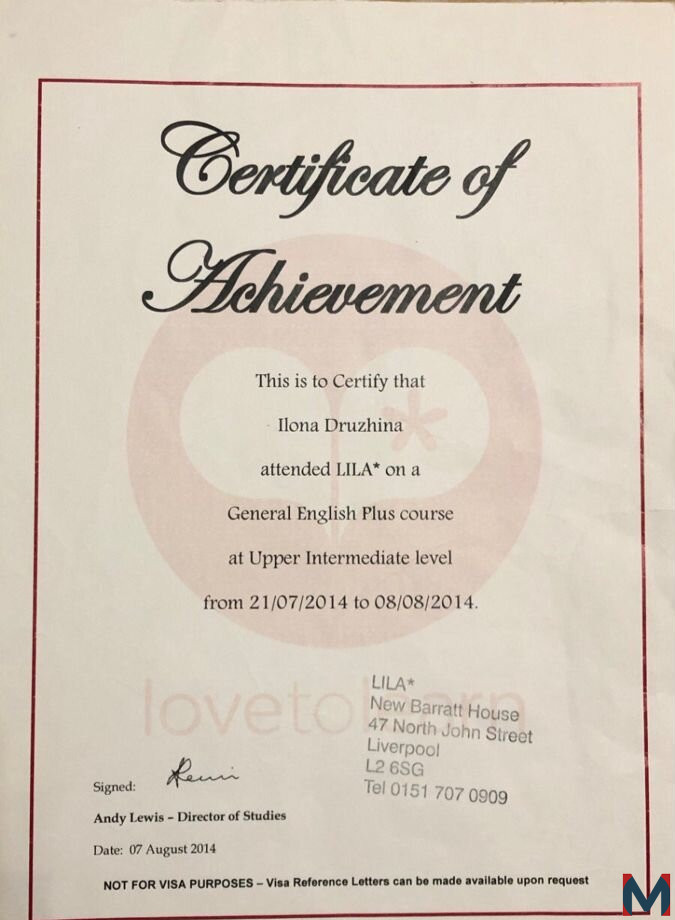 Certificate of
Achievement
This is to Certify that
Ilona Druzhina
attended LILA* on a
General English Plus course
at Upper Intermediate level
from 21/07/2014 to 08/08/2014.
lovetolearn
LILA*
New Barratt House
47 North John Street
Liverpool
L2 6SG
Tel 0151 707 0909
Signed:
Andy Lewis – Director of Studies
Date: 07 August 2014
NOT FOR VISA PURPOSES – Visa Reference Letters can be made available upon request
M